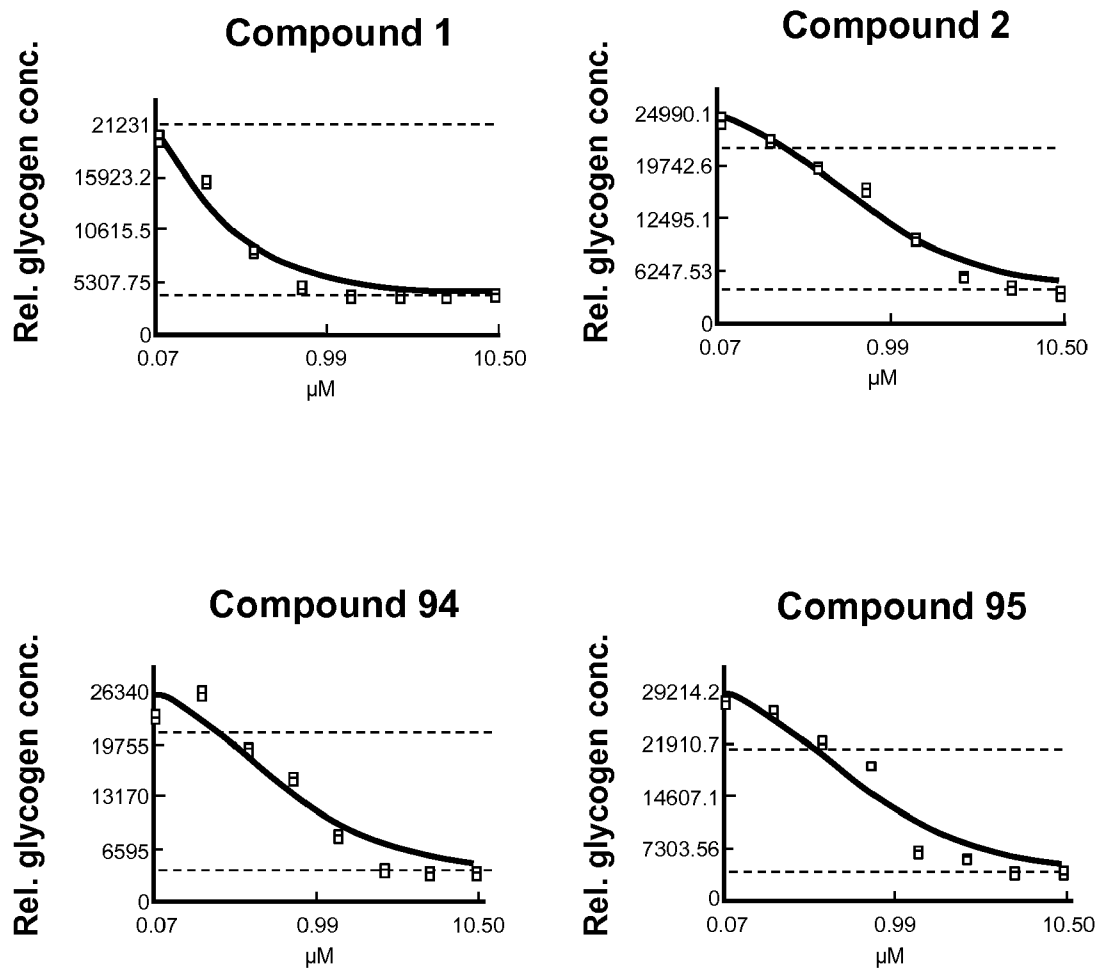 Compound 1
Rel. glycogen conc.
21231
15923.2
10615.5
5307.75
0
0.07
0.99
10.50
µM
Compound 2
Rel. glycogen conc.
24990.1
19742.6
12495.1
6247.53
0
0.07
0.99
10.50
µM
Compound 94
Rel. glycogen conc.
26340
19755
13170
6595
0
0.07
0.99
10.50
µM
Compound 95
Rel. glycogen conc.
29214.2
21910.7
14607.1
7303.56
0
0.07
0.99
10.50
µM